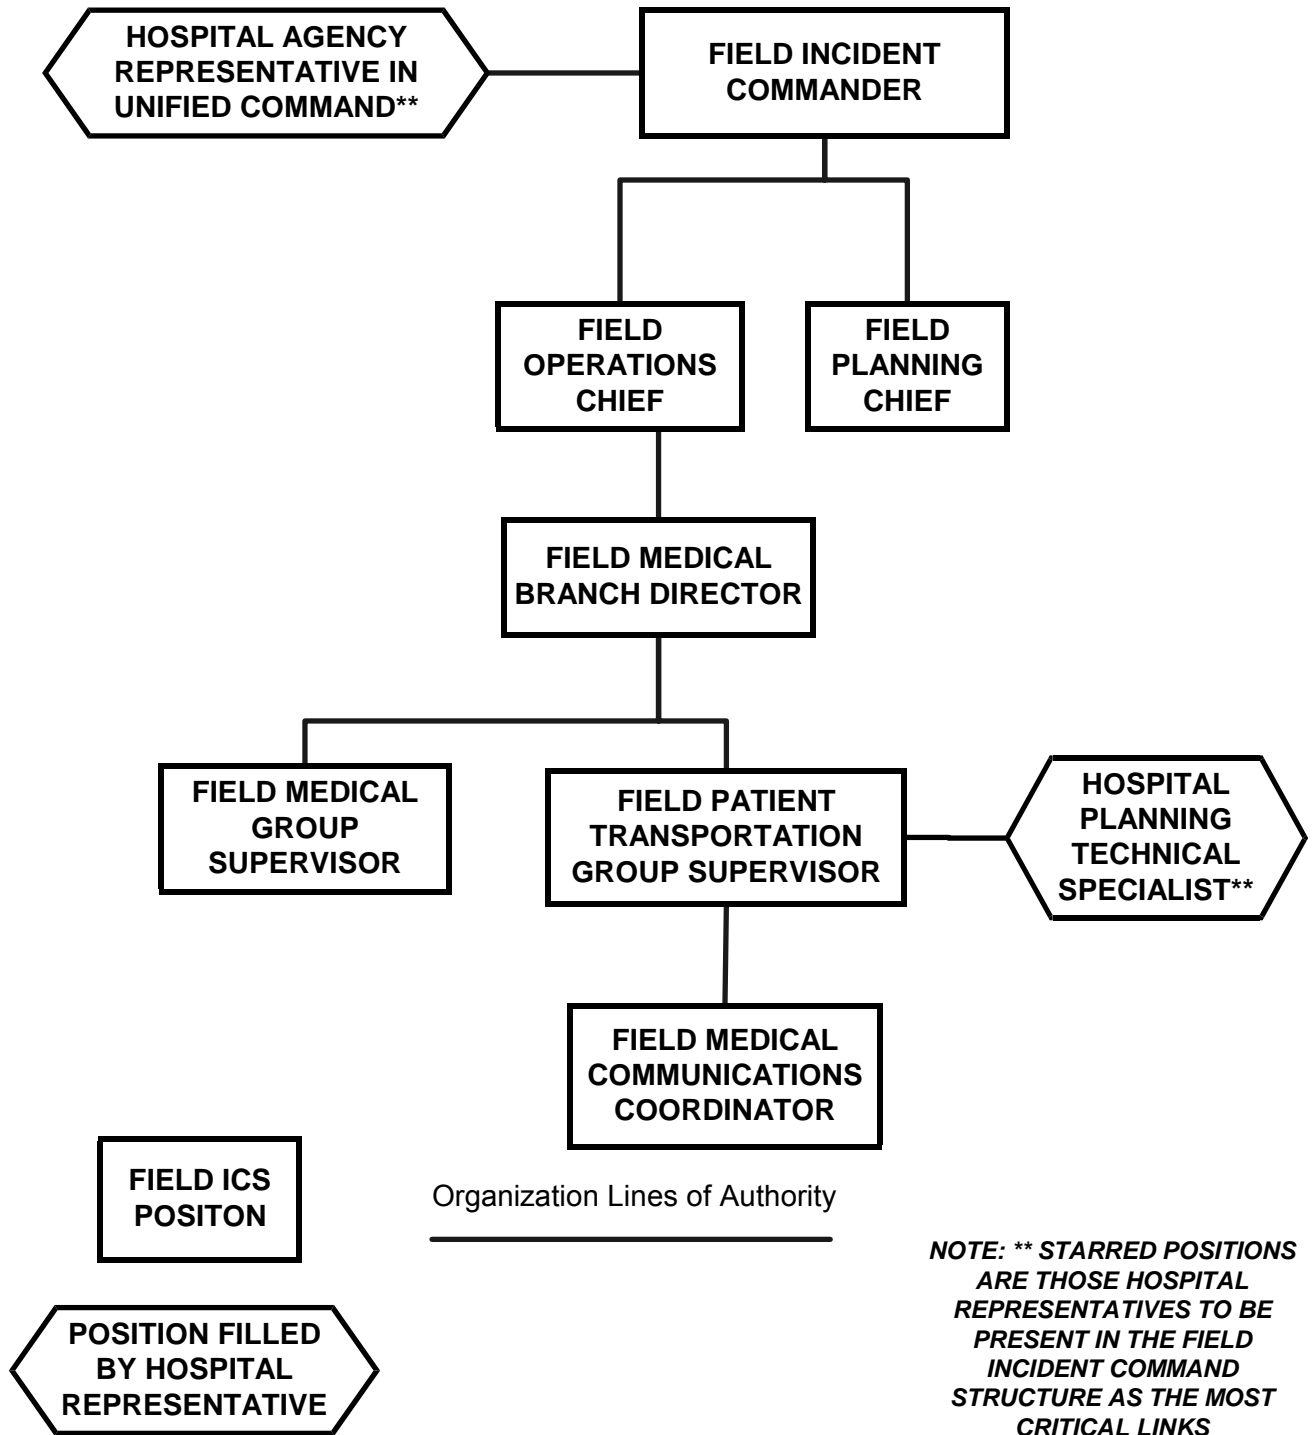 HOSPITAL AGENCY
REPRESENTATIVE IN
UNIFIED COMMAND**
FIELD INCIDENT
COMMANDER
FIELD
OPERATIONS
CHIEF
FIELD
PLANNING
CHIEF
FIELD MEDICAL
BRANCH DIRECTOR
FIELD MEDICAL
GROUP
SUPERVISOR
FIELD PATIENT
TRANSPORTATION
GROUP SUPERVISOR
HOSPITAL
PLANNING
TECHNICAL
SPECIALIST**
FIELD MEDICAL
COMMUNICATIONS
COORDINATOR
FIELD ICS
POSITON
Organization Lines of Authority
POSITION FILLED
BY HOSPITAL
REPRESENTATIVE
NOTE: ** STARRED POSITIONS
ARE THOSE HOSPITAL
REPRESENTATIVES TO BE
PRESENT IN THE FIELD
INCIDENT COMMAND
STRUCTURE AS THE MOST
CRITICAL LINKS